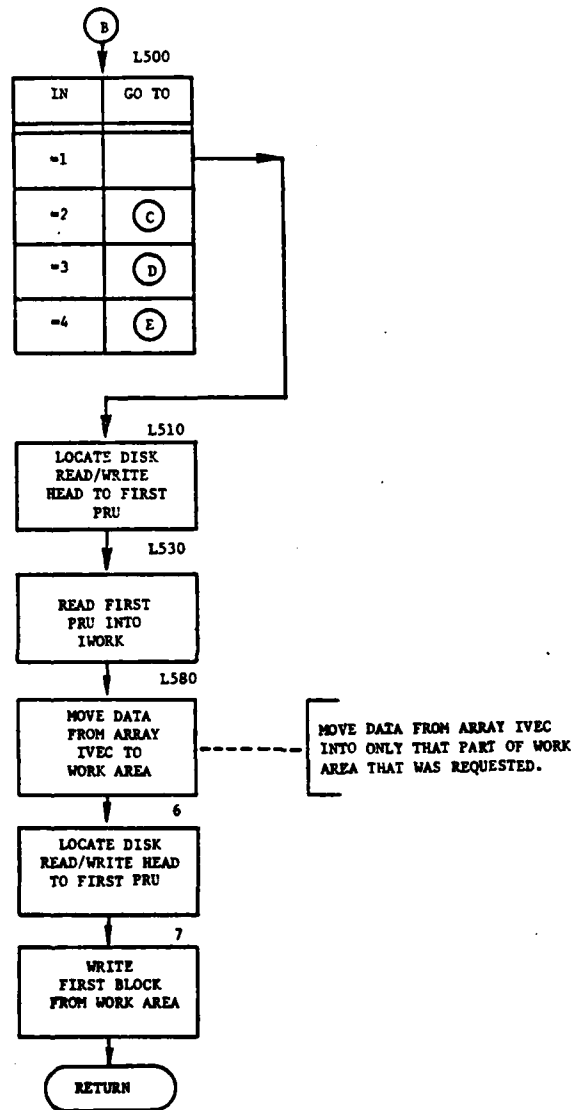 B
L500
IN GO TO
=1
=2 C
=3 D
=4 E
L510
LOCATE DISK
READ/WRITE
HEAD TO FIRST
PRU
L530
READ FIRST
PRU INTO
IWORK
L580
MOVE DATA
FROM ARRAY
IVEC TO
WORK AREA
MOVE DATA FROM ARRAY IVEC
INTO ONLY THAT PART OF WORK
AREA THAT WAS REQUESTED.
6
LOCATE DISK
READ/WRITE HEAD
TO FIRST PRU
7
WRITE
FIRST BLOCK
FROM WORK AREA
RETURN